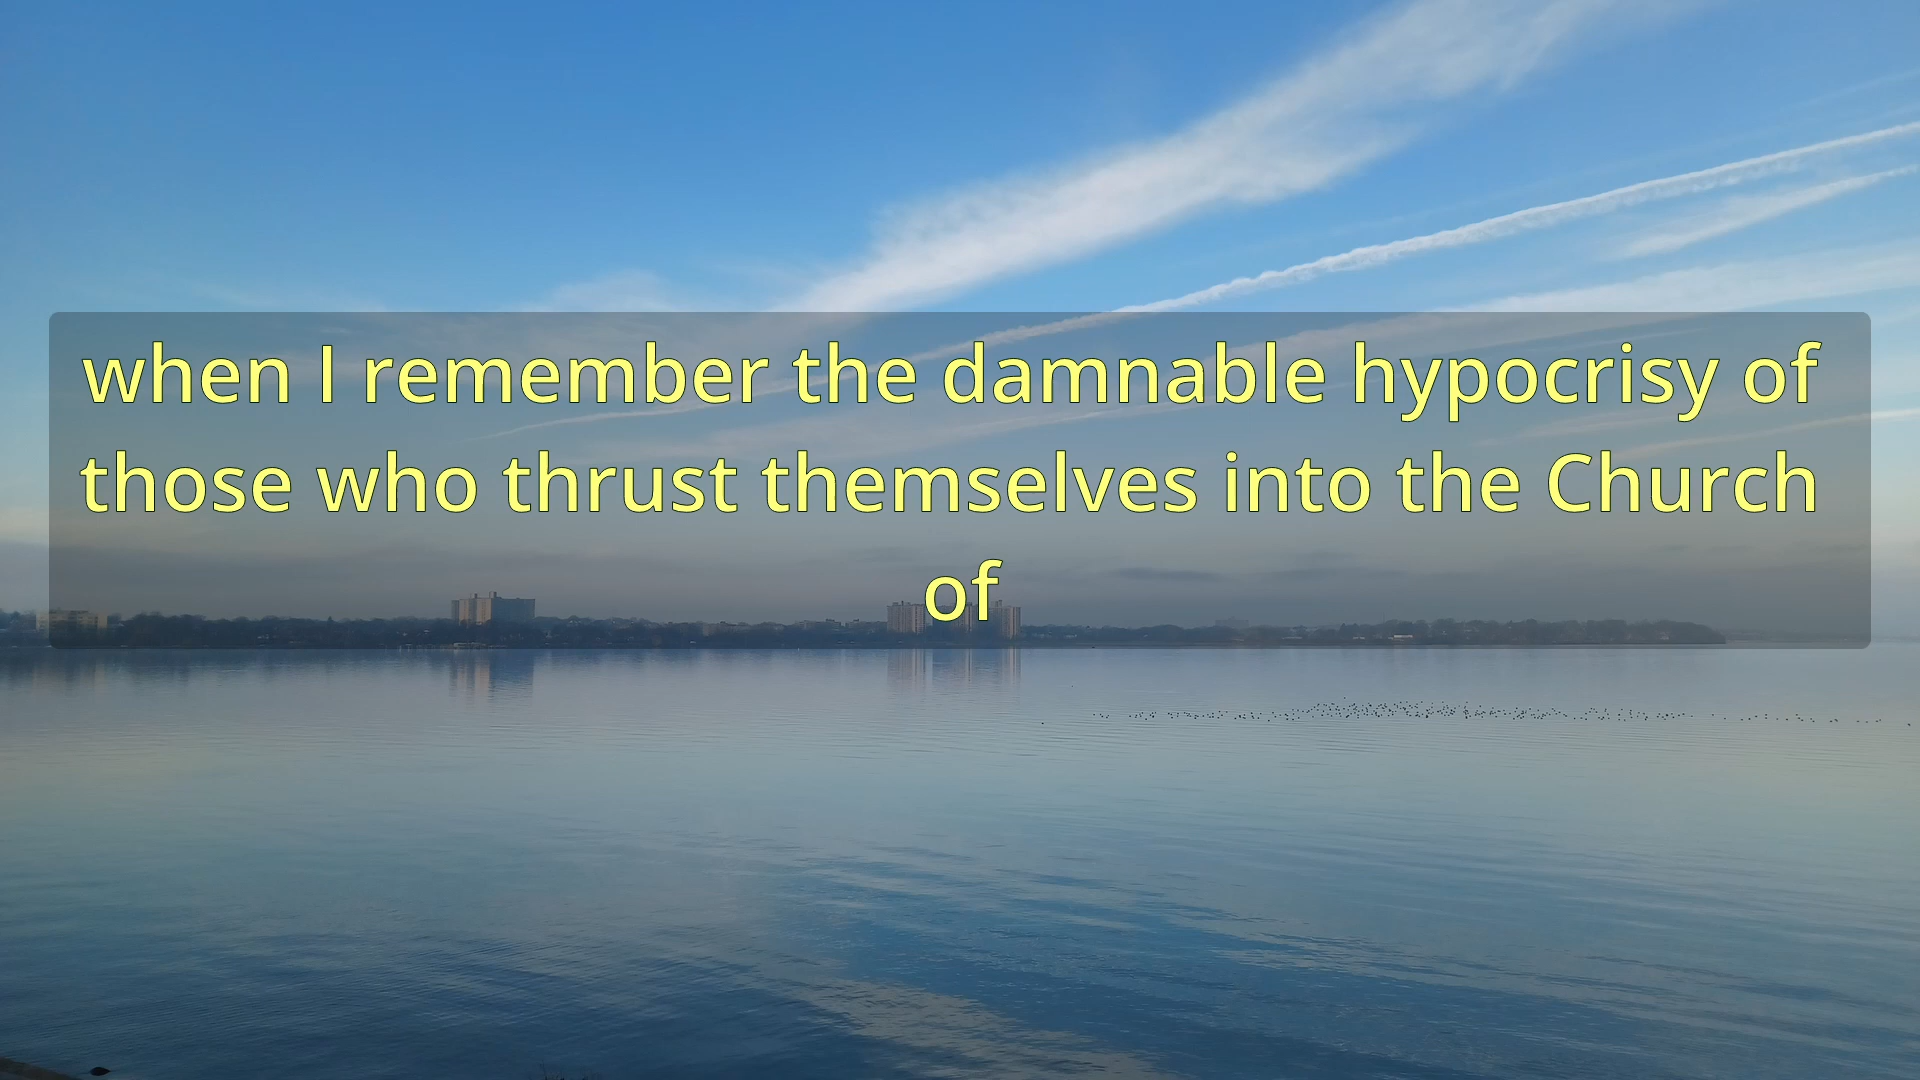 when I remember the damnable hypocrisy of
those who thrust themselves into the Church
of